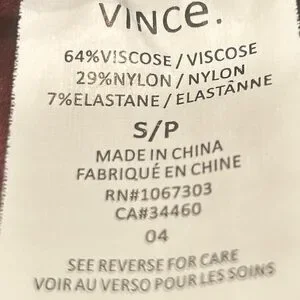 VINCE.
64%VISCOSE / VISCOSE
29%NYLON / NYLON
7%ELASTANE / ELASTÄNNE
S/P
MADE IN CHINA
FABRIQUÉ EN CHINE
RN#1067303
CA#34460
04
SEE REVERSE FOR CARE
VOIR AU VERSO POUR LES SOINS